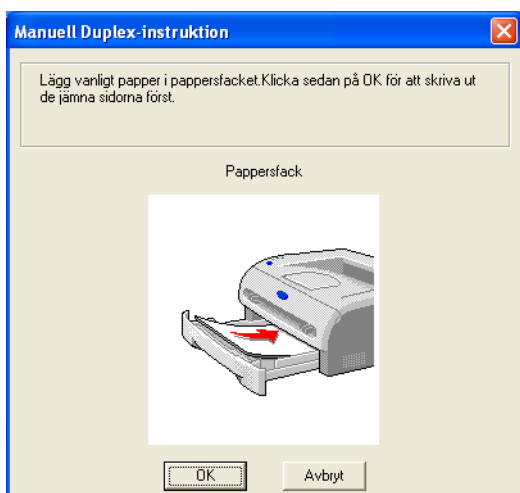 Manuell Duplex-instruktion
Lägg vanligt papper i pappersfacket.Klicka sedan på OK för att skriva ut
de jämna sidorna först.
Pappersfack
OK
Avbryt